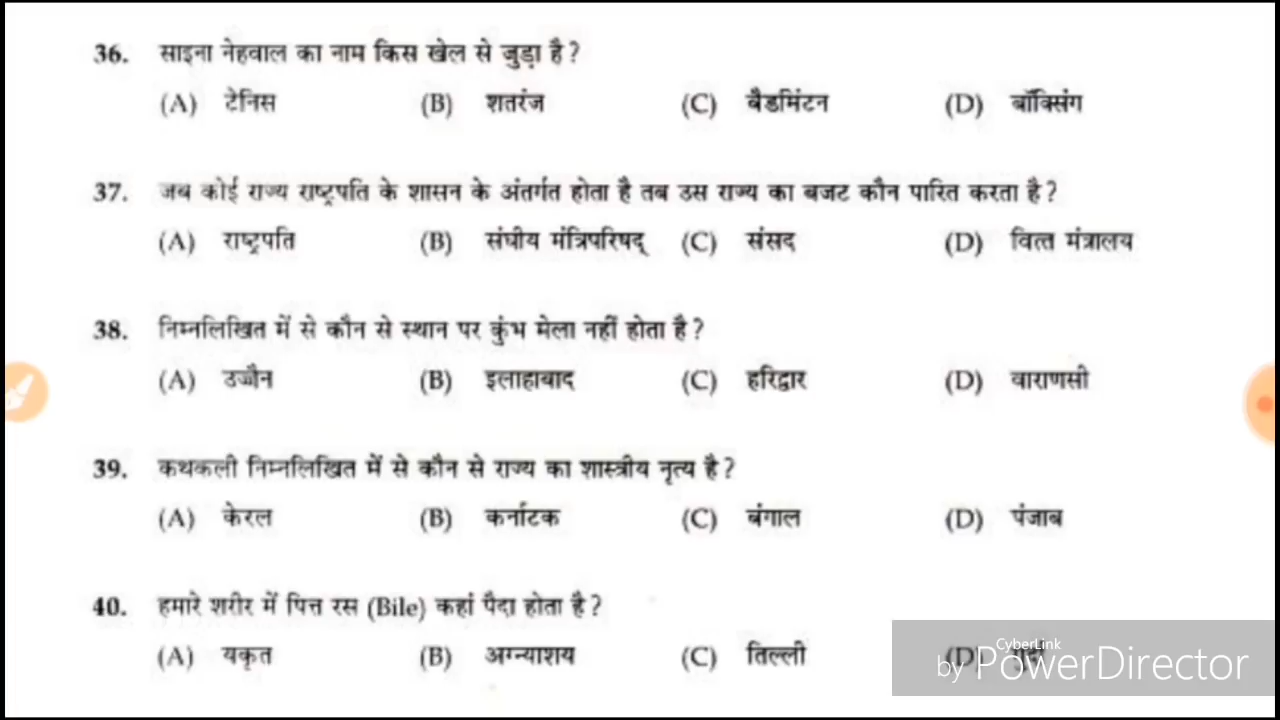 36. साइना नेहवाल का नाम किस खेल से जुड़ा है?
(A) टेनिस (B) शतरंज (C) बैडमिंटन (D) बॉक्सिंग
37. जब कोई राज्य राष्ट्रपति के शासन के अंतर्गत होता है तब उस राज्य का बजट कौन पारित करता है?
(A) राष्ट्रपति (B) संघीय मंत्रिपरिषद् (C) संसद (D) वित्त मंत्रालय
38. निम्नलिखित में से कौन से स्थान पर कुंभ मेला नहीं होता है?
(A) उज्जैन (B) इलाहाबाद (C) हरिद्वार (D) वाराणसी
39. कथकली निम्नलिखित में से कौन से राज्य का शास्त्रीय नृत्य है?
(A) केरल (B) कर्नाटक (C) बंगाल (D) पंजाब
40. हमारे शरीर में पित्त रस (Bile) कहां पैदा होता है?
(A) यकृत (B) अग्न्याशय (C) तिल्ली (D)
CyberLink
by PowerDirector